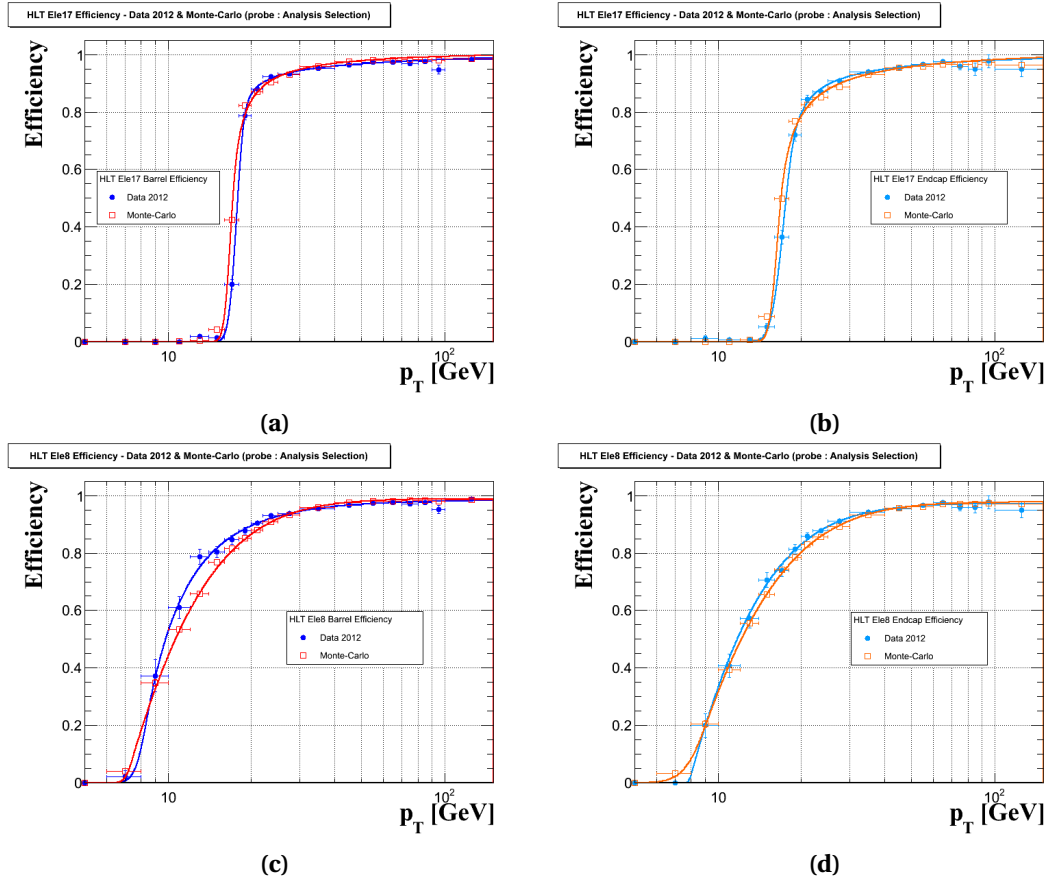 HLT Ele17 Efficiency - Data 2012 & Monte-Carlo (probe : Analysis Selection)
Efficiency
1
0.8
0.6
0.4
0.2
0
HLT Ele17 Barrel Efficiency
Data 2012
Monte-Carlo
10
10²
p_T [GeV]
(a)
HLT Ele17 Efficiency - Data 2012 & Monte-Carlo (probe : Analysis Selection)
Efficiency
1
0.8
0.6
0.4
0.2
0
HLT Ele17 Endcap Efficiency
Data 2012
Monte-Carlo
10
10²
p_T [GeV]
(b)
HLT Ele8 Efficiency - Data 2012 & Monte-Carlo (probe : Analysis Selection)
Efficiency
1
0.8
0.6
0.4
0.2
0
HLT Ele8 Barrel Efficiency
Data 2012
Monte-Carlo
10
10²
p_T [GeV]
(c)
HLT Ele8 Efficiency - Data 2012 & Monte-Carlo (probe : Analysis Selection)
Efficiency
1
0.8
0.6
0.4
0.2
0
HLT Ele8 Endcap Efficiency
Data 2012
Monte-Carlo
10
10²
p_T [GeV]
(d)